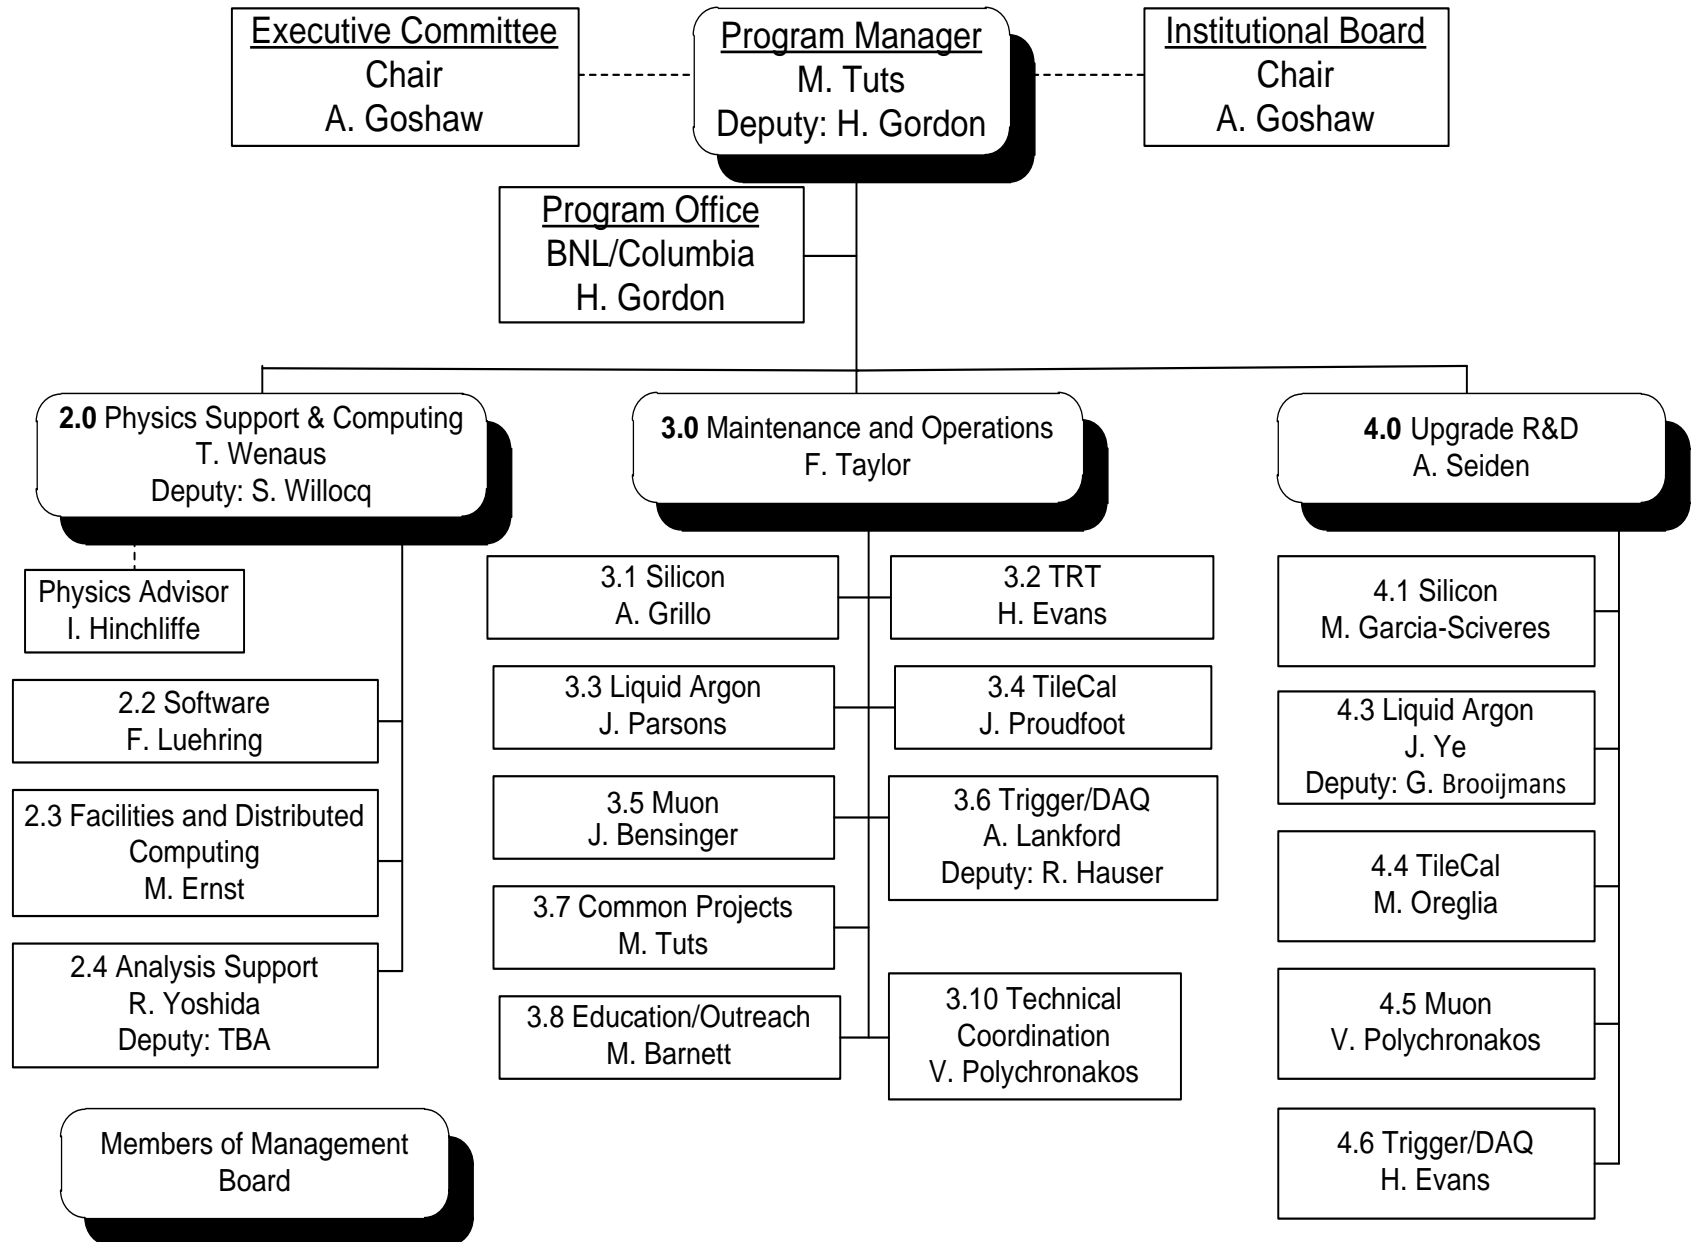 Executive Committee
Chair
A. Goshaw
Program Manager
M. Tuts
Deputy: H. Gordon
Institutional Board
Chair
A. Goshaw
Program Office
BNL/Columbia
H. Gordon
2.0 Physics Support & Computing
T. Wenaus
Deputy: S. Willocq
3.0 Maintenance and Operations
F. Taylor
4.0 Upgrade R&D
A. Seiden
Physics Advisor
I. Hinchliffe
2.2 Software
F. Luehring
2.3 Facilities and Distributed
Computing
M. Ernst
2.4 Analysis Support
R. Yoshida
Deputy: TBA
3.1 Silicon
A. Grillo
3.2 TRT
H. Evans
3.3 Liquid Argon
J. Parsons
3.4 TileCal
J. Proudfoot
3.5 Muon
J. Bensinger
3.6 Trigger/DAQ
A. Lankford
Deputy: R. Hauser
3.7 Common Projects
M. Tuts
3.8 Education/Outreach
M. Barnett
3.10 Technical
Coordination
V. Polychronakos
4.1 Silicon
M. Garcia-Sciveres
4.3 Liquid Argon
J. Ye
Deputy: G. Brooijmans
4.4 TileCal
M. Oreglia
4.5 Muon
V. Polychronakos
4.6 Trigger/DAQ
H. Evans
Members of Management
Board